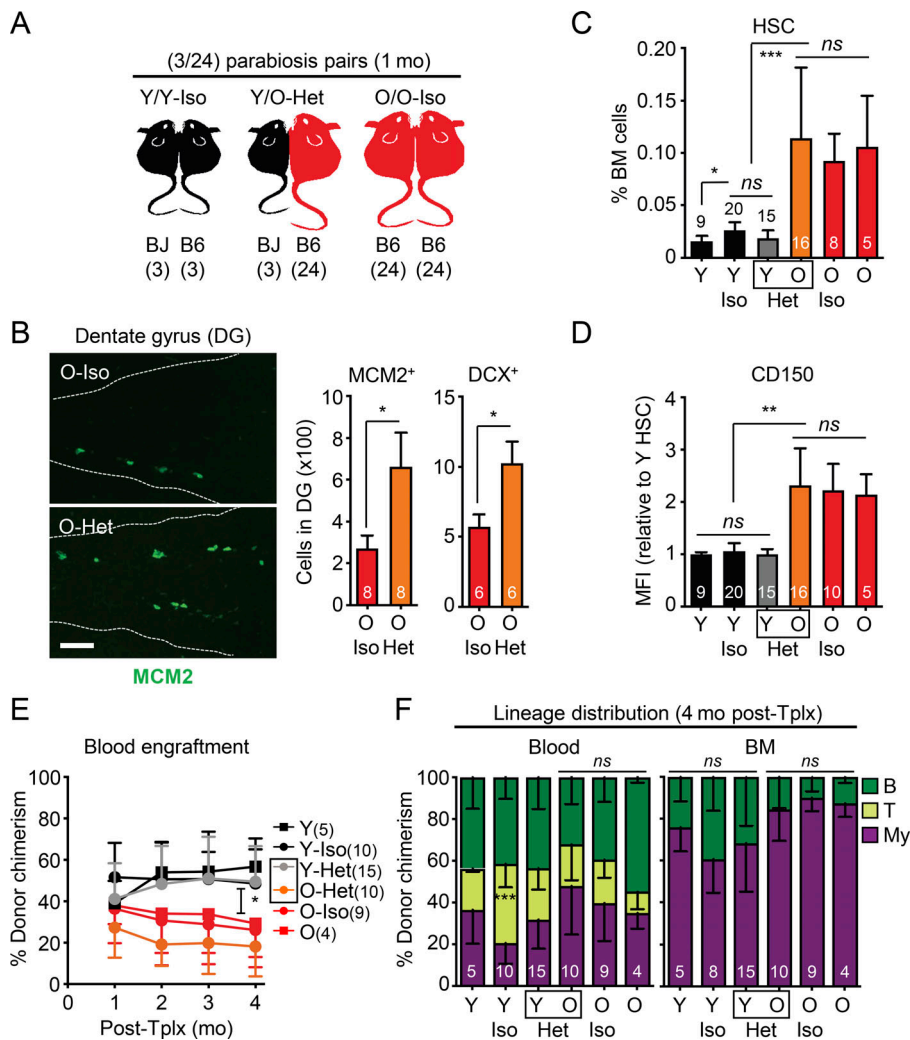 A
(3/24) parabiosis pairs (1 mo)
Y/Y-Iso Y/O-Het O/O-Iso
BJ B6 BJ B6 B6 B6
(3) (3) (3) (24) (24) (24)
B
Dentate gyrus (DG)
O-Iso
O-Het
MCM2
MCM2⁺ DCX⁺
Cells in DG (x100)
10
8
6
4
2
0
*
8 8
O O
Iso Het
15
10
5
0
*
6 6
O O
Iso Het
C
HSC
% BM cells
0.20
0.15
0.10
0.05
0
*** ns
* ns
9 20 15 16 8 5
Y Y Y O O O
Iso Het Iso
D
CD150
MFI (relative to Y HSC)
4
3
2
1
0
** ns
ns
9 20 15 16 10 5
Y Y Y O O O
Iso Het Iso
E
Blood engraftment
% Donor chimerism
100
80
60
40
20
0
0 1 2 3 4
Post-Tplx (mo)
*
Y(5)
Y-Iso(10)
Y-Het(15)
O-Het(10)
O-Iso(9)
O(4)
F
Lineage distribution (4 mo post-Tplx)
Blood BM
ns ns ns
% Donor chimerism
100
80
60
40
20
0
***
5 10 15 10 9 4
Y Y Y O O O
Iso Het Iso
100
80
60
40
20
0
5 8 15 10 9 4
Y Y Y O O O
Iso Het Iso
B
T
My